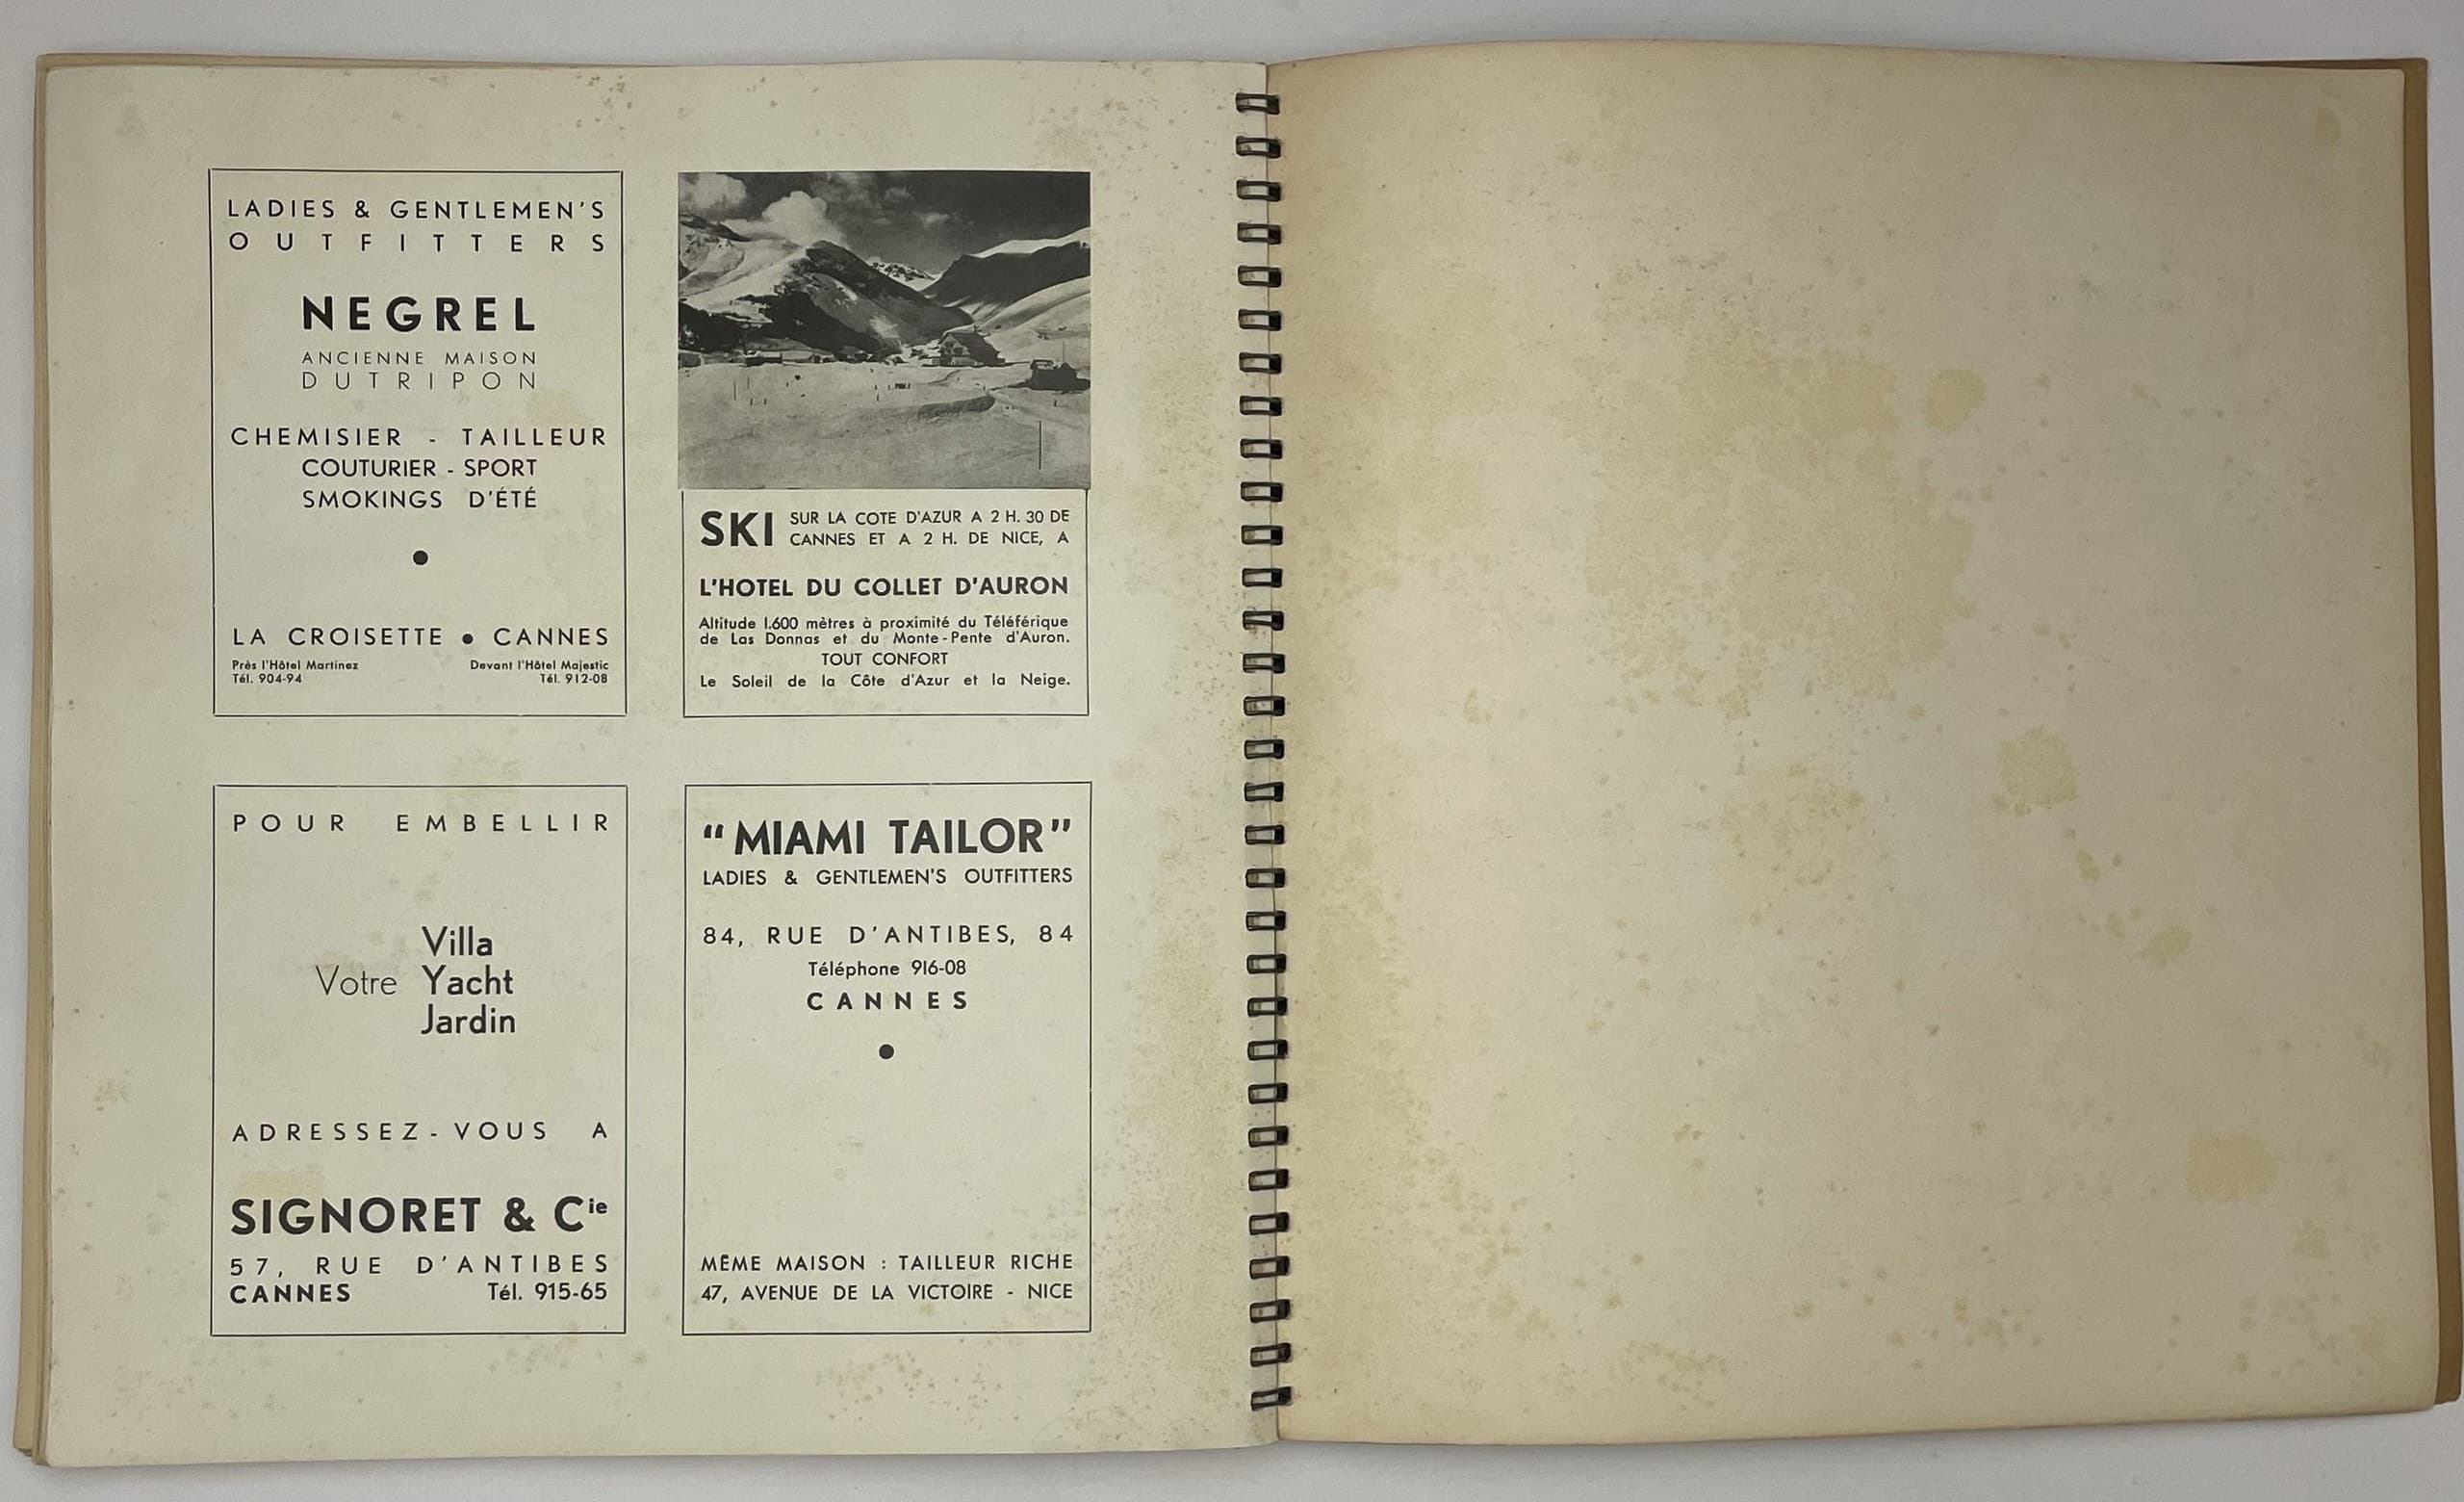 LADIES & GENTLEMEN'S
OUTFITTERS
NEGREL
ANCIENNE MAISON
DUTRIPON
CHEMISIER - TAILLEUR
COUTURIER - SPORT
SMOKINGS D'ÉTÉ
LA CROISETTE • CANNES
Près l'Hôtel Martinez Devant l'Hôtel Majestic
Tél. 904-94 Tél. 912-08
SKI SUR LA COTE D'AZUR A 2 H. 30 DE
CANNES ET A 2 H. DE NICE, A
L'HOTEL DU COLLET D'AURON
Altitude 1.600 mètres à proximité du Téléférique
de Las Donnas et du Monte-Pente d'Auron.
TOUT CONFORT
Le Soleil de la Côte d'Azur et la Neige.
POUR EMBELLIR
Villa
Votre Yacht
Jardin
ADRESSEZ-VOUS A
SIGNORET & Cie
57, RUE D'ANTIBES
CANNES Tél. 915-65
"MIAMI TAILOR"
LADIES & GENTLEMEN'S OUTFITTERS
84, RUE D'ANTIBES, 84
Téléphone 916-08
CANNES
MÊME MAISON : TAILLEUR RICHE
47, AVENUE DE LA VICTOIRE - NICE